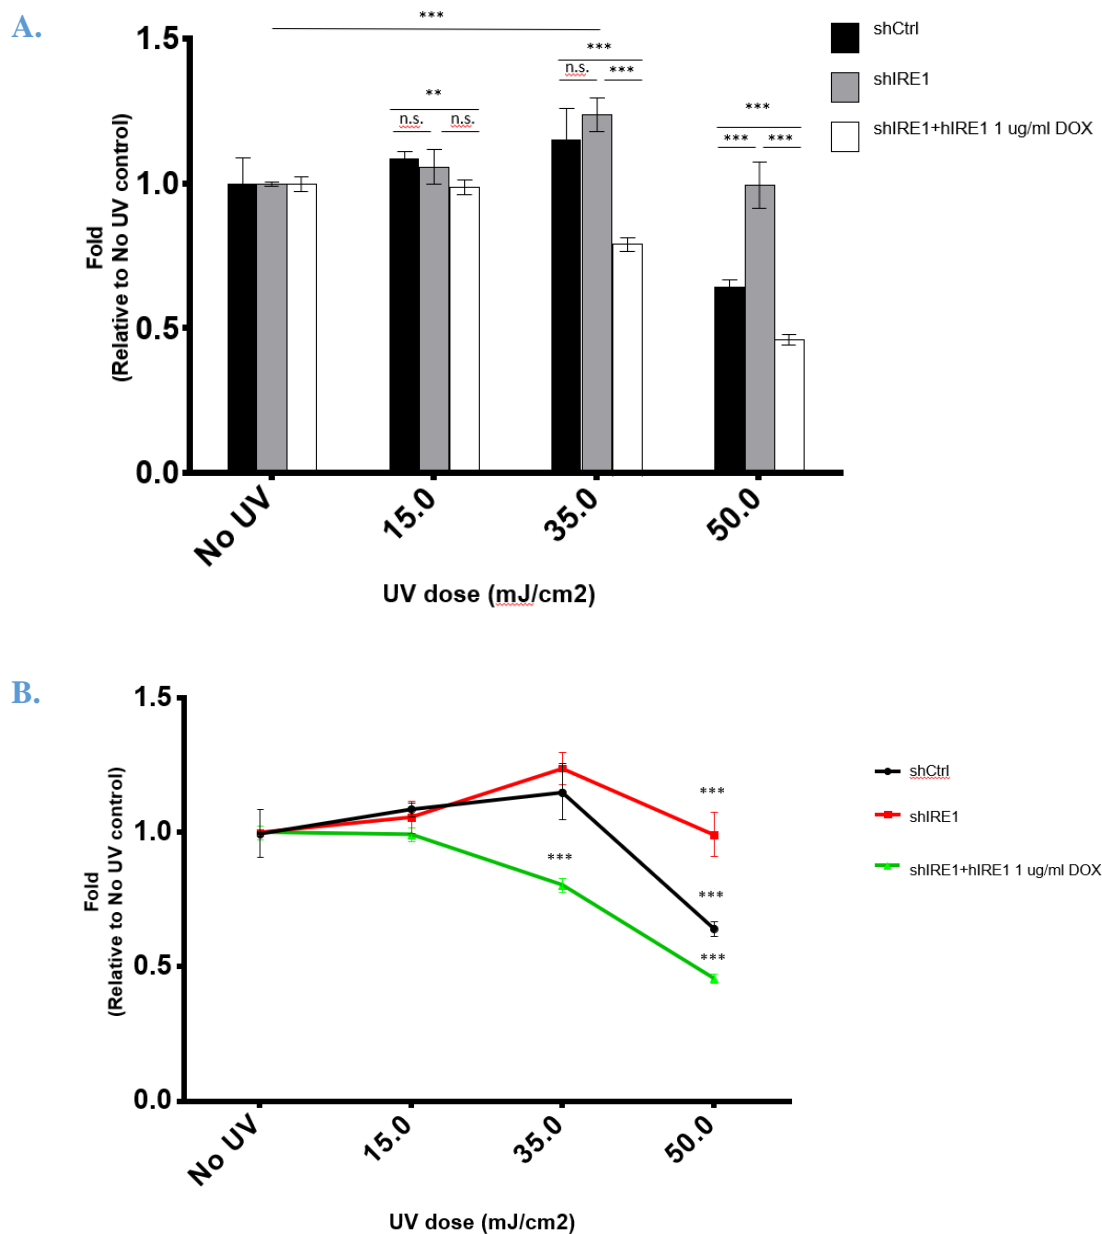 A.
***
1.5
shCtrl
***
n.s.
***
shIRE1
**
***
n.s.
n.s.
***
***
shIRE1+hIRE1 1 ug/ml DOX
1.0
Fold
(Relative to No UV control)
0.5
0.0
No UV
15.0
35.0
50.0
UV dose (mJ/cm2)
B.
1.5
shCtrl
***
shIRE1
1.0
***
shIRE1+hIRE1 1 ug/ml DOX
***
Fold
(Relative to No UV control)
***
0.5
0.0
No UV
15.0
35.0
50.0
UV dose (mJ/cm2)